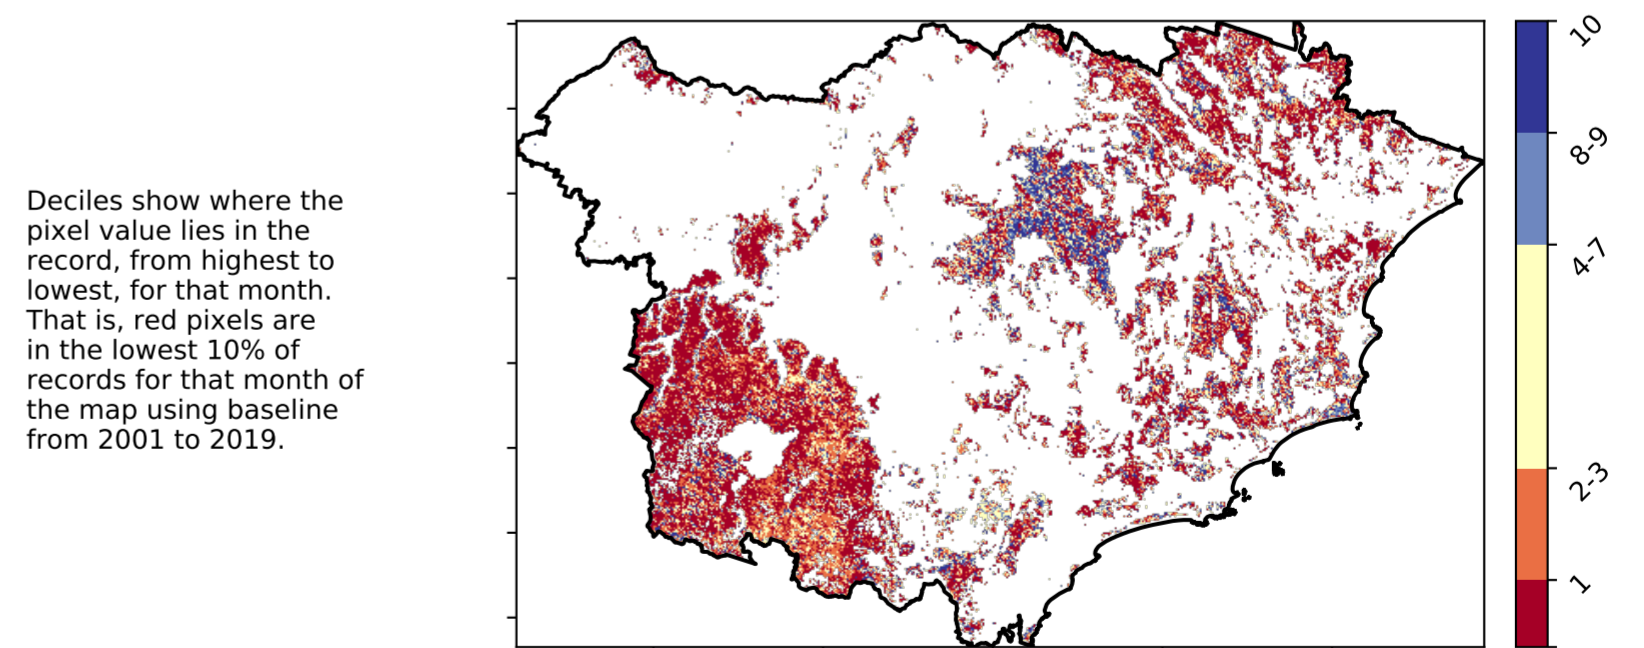 Deciles show where the
pixel value lies in the
record, from highest to
lowest, for that month.
That is, red pixels are
in the lowest 10% of
records for that month of
the map using baseline
from 2001 to 2019.
10
8-9
4-7
2-3
1